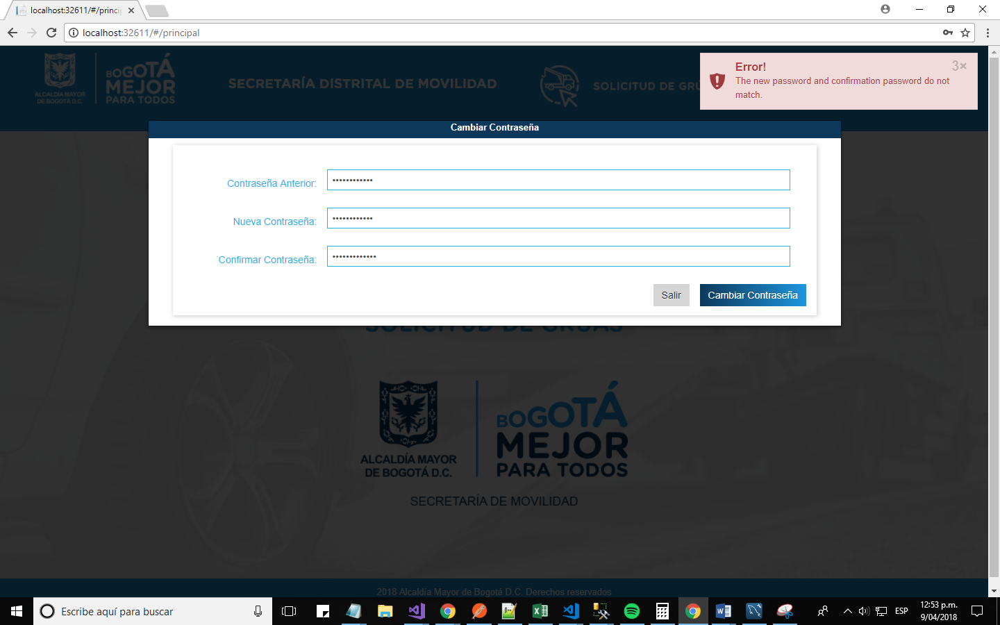 localhost:32611/#/princi
localhost:32611/#/principal
ALCALDÍA MAYOR
DE BOGOTÁ D.C.
BOGOTÁ
MEJOR
PARA TODOS
SECRETARÍA DISTRITAL DE MOVILIDAD
SOLICITUD DE GRÚ
Error!
3×
The new password and confirmation password do not
match.
Cambiar Contraseña
Contraseña Anterior:
••••••••••••
Nueva Contraseña:
••••••••••••
Confirmar Contraseña:
•••••••••••••
Salir
Cambiar Contraseña
SOLICITUD DE GRÚAS
ALCALDÍA MAYOR
DE BOGOTÁ D.C.
BOGOTÁ
MEJOR
PARA TODOS
SECRETARÍA DE MOVILIDAD
2018 Alcaldía Mayor de Bogotá D.C. Derechos reservados
Escribe aquí para buscar
ESP
12:53 p.m.
9/04/2018